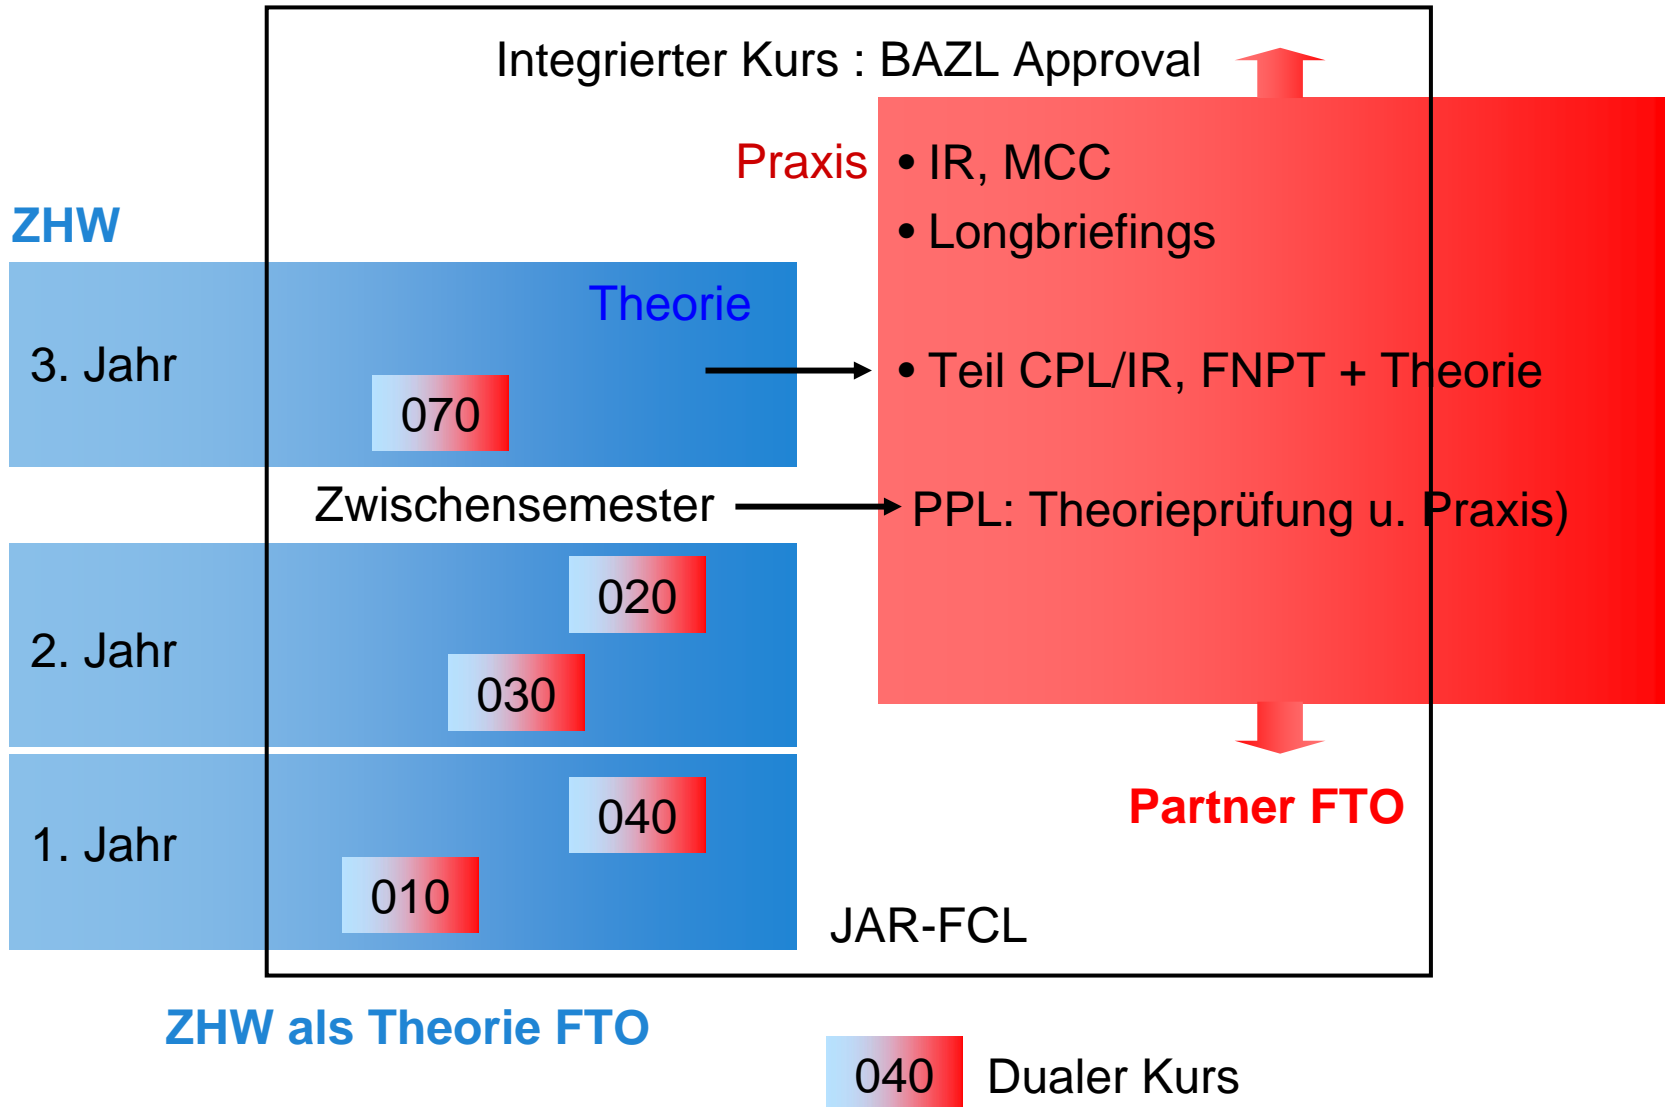 Integrierter Kurs : BAZL Approval
Praxis
• IR, MCC
ZHW
• Longbriefings
Theorie
3. Jahr
• Teil CPL/IR, FNPT + Theorie
070
Zwischensemester
PPL: Theorieprüfung u. Praxis)
020
2. Jahr
030
040
Partner FTO
1. Jahr
010
JAR-FCL
ZHW als Theorie FTO
040 Dualer Kurs